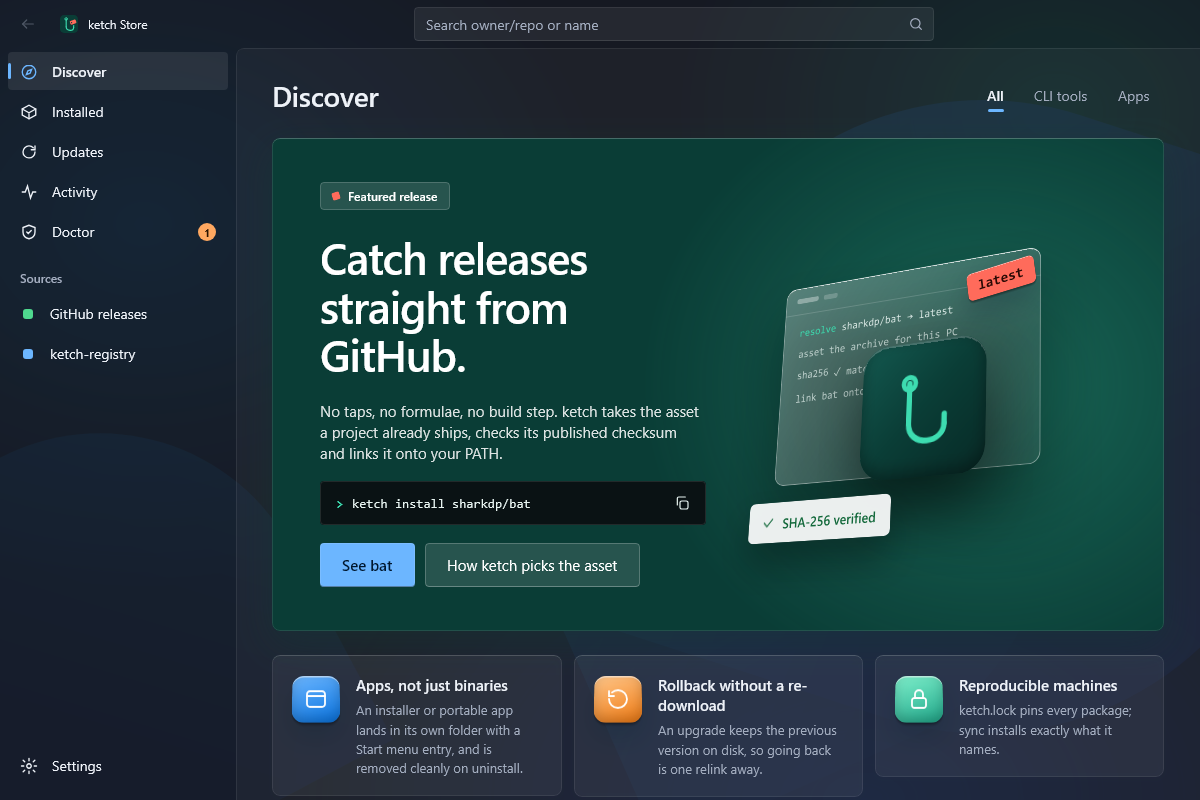 ketch Store
Search owner/repo or name
Discover
Installed
Updates
Activity
Doctor
1
Sources
GitHub releases
ketch-registry
Settings
Discover
All
CLI tools
Apps
Featured release
Catch releases
straight from
GitHub.
No taps, no formulae, no build step. ketch takes the asset
a project already ships, checks its published checksum
and links it onto your PATH.
> ketch install sharkdp/bat
See bat
How ketch picks the asset
latest
resolve sharkdp/bat → latest
asset the archive for this PC
sha256 ✓
link bat onto
✓ SHA-256 verified
Apps, not just binaries
An installer or portable app
lands in its own folder with a
Start menu entry, and is
removed cleanly on uninstall.
Rollback without a re-
download
An upgrade keeps the previous
version on disk, so going back
is one relink away.
Reproducible machines
ketch.lock pins every package;
sync installs exactly what it
names.